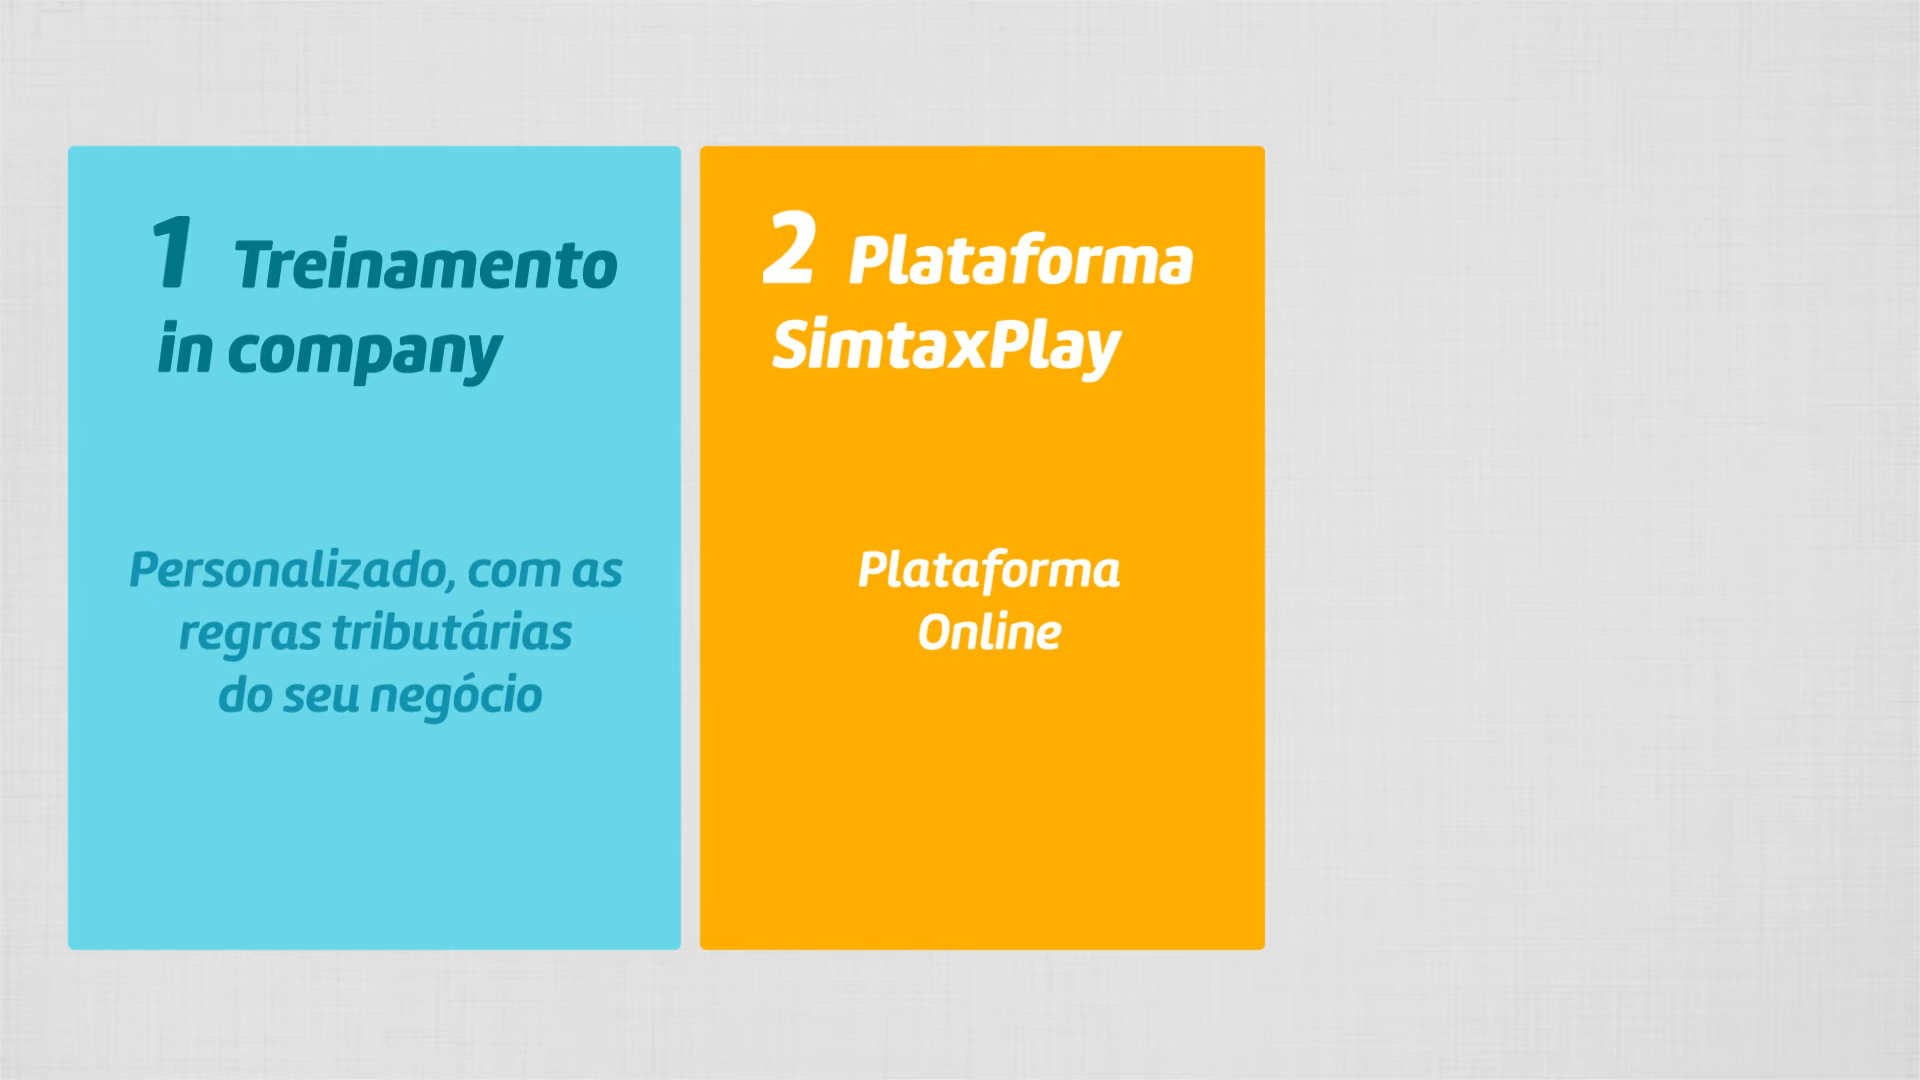 1 Treinamento
in company
Personalizado, com as
regras tributárias
do seu negócio
2 Plataforma
SimtaxPlay
Plataforma
Online